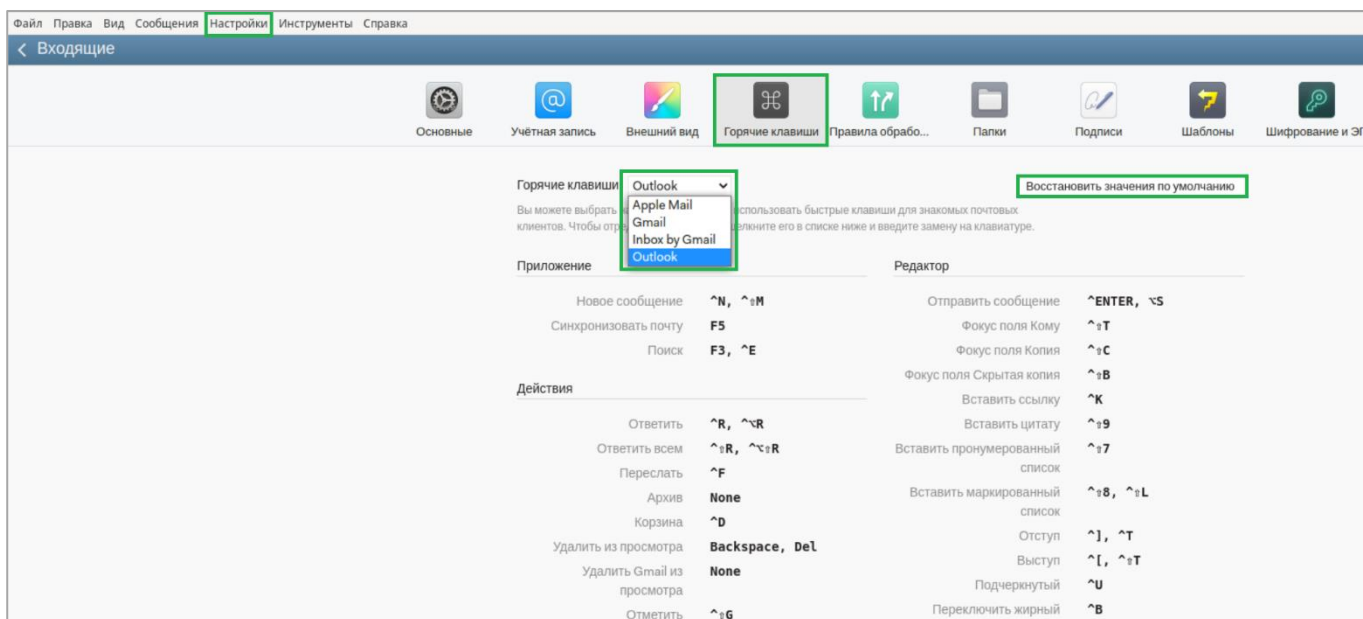 Файл Правка Вид Сообщения Настройки Инструменты Справка
Входящие
Основные Учётная запись Внешний вид Горячие клавиши Правила обрабо... Папки Подписи Шаблоны Шифрование и ЭП
Горячие клавиши Outlook
Восстановить значения по умолчанию
Apple Mail
Gmail
Inbox by Gmail
Outlook
Вы можете выбрать использовать быстрые клавиши для знакомых почтовых
клиентов. Чтобы щелкните его в списке ниже и введите замену на клавиатуре.
Приложение
Новое сообщение ^N, ^⇧M
Синхронизовать почту F5
Поиск F3, ^E
Действия
Ответить ^R, ^⌥R
Ответить всем ^⇧R, ^⌥⇧R
Переслать ^F
Архив None
Корзина ^D
Удалить из просмотра Backspace, Del
Удалить Gmail из
просмотра None
Отметить ^⇧G
Редактор
Отправить сообщение ^ENTER, ⌥S
Фокус поля Кому ^⇧T
Фокус поля Копия ^⇧C
Фокус поля Скрытая копия ^⇧B
Вставить ссылку ^K
Вставить цитату ^⇧9
Вставить пронумерованный
список ^⇧7
Вставить маркированный
список ^⇧8, ^⇧L
Отступ ^], ^T
Выступ ^[, ^⇧T
Подчеркнутый ^U
Переключить жирный ^B